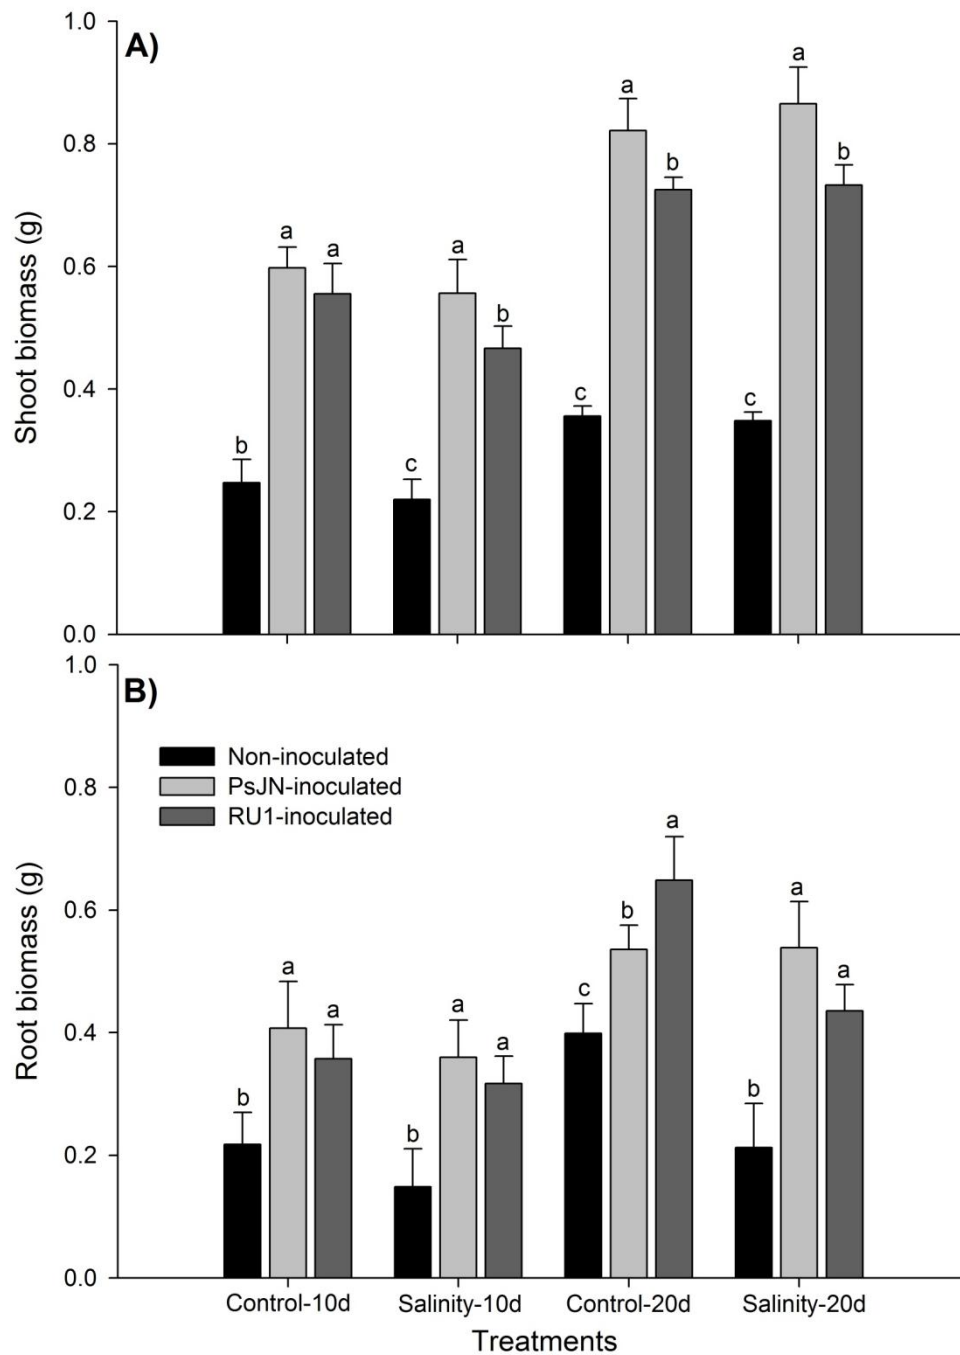 A)
Shoot biomass (g)
1.0
0.8
0.6
0.4
0.2
0.0
b a a
c a b
c a b
c a b
B)
Root biomass (g)
1.0
0.8
0.6
0.4
0.2
0.0
Non-inoculated
PsJN-inoculated
RU1-inoculated
b a a
b a a
c b a
b a a
Control-10d Salinity-10d Control-20d Salinity-20d
Treatments